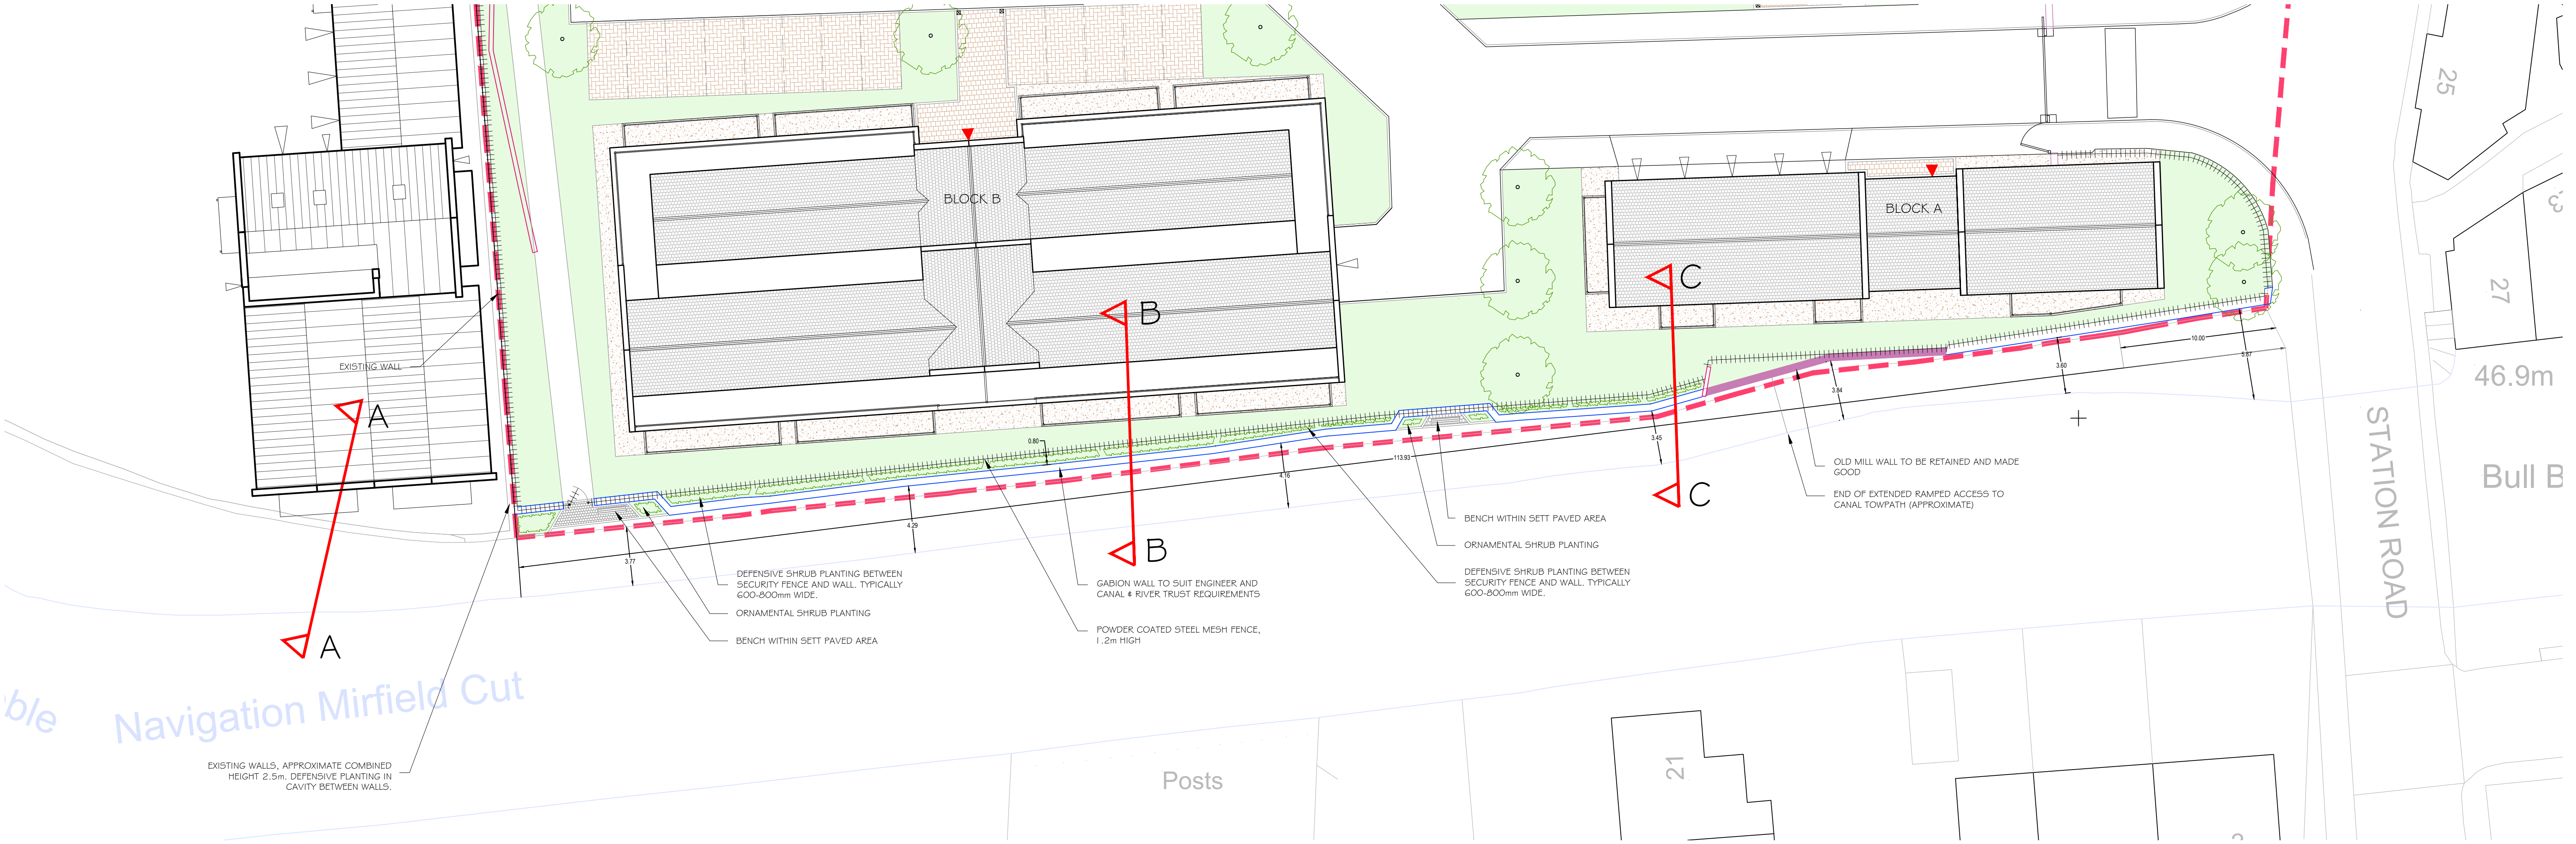 25
BLOCK B
BLOCK A
27
EXISTING WALL
B
C
A
10.00
5.87
3.60
3.84
46.9m
0.80
113.93
3.45
4.16
4.29
3.77
STATION ROAD
Bull B
OLD MILL WALL TO BE RETAINED AND MADE
GOOD
END OF EXTENDED RAMPED ACCESS TO
CANAL TOWPATH (APPROXIMATE)
C
B
BENCH WITHIN SETT PAVED AREA
ORNAMENTAL SHRUB PLANTING
DEFENSIVE SHRUB PLANTING BETWEEN
SECURITY FENCE AND WALL. TYPICALLY
600-800mm WIDE.
DEFENSIVE SHRUB PLANTING BETWEEN
SECURITY FENCE AND WALL. TYPICALLY
600-800mm WIDE.
ORNAMENTAL SHRUB PLANTING
BENCH WITHIN SETT PAVED AREA
GABION WALL TO SUIT ENGINEER AND
CANAL & RIVER TRUST REQUIREMENTS
POWDER COATED STEEL MESH FENCE,
1.2m HIGH
A
ble Navigation Mirfield Cut
EXISTING WALLS, APPROXIMATE COMBINED
HEIGHT 2.5m. DEFENSIVE PLANTING IN
CAVITY BETWEEN WALLS.
Posts
21